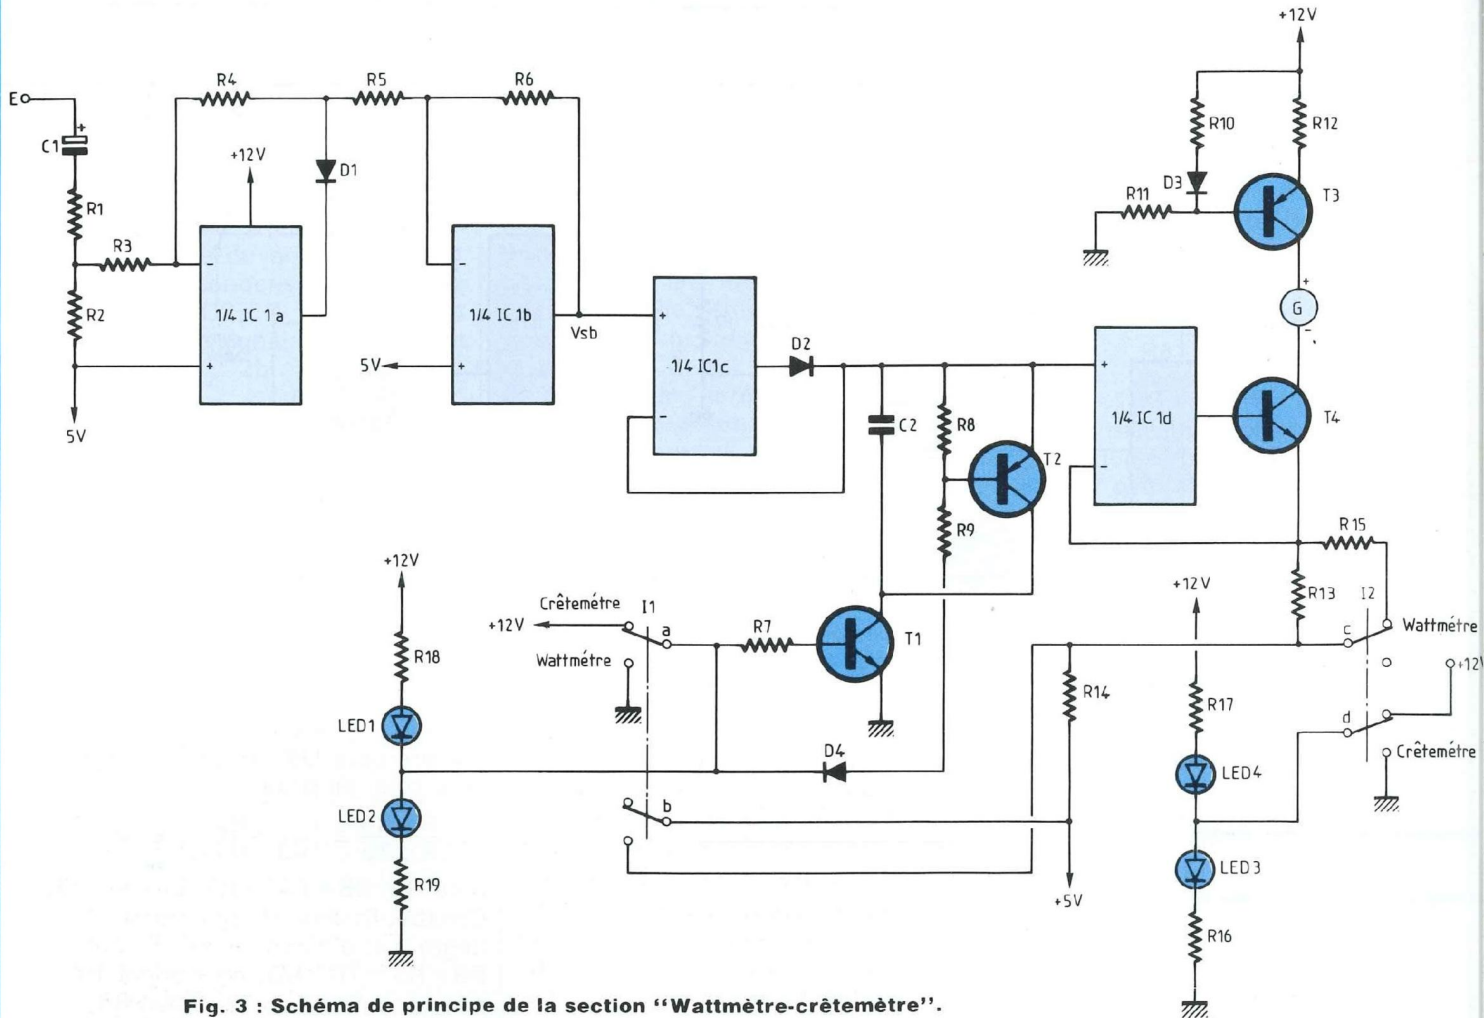 +12V
E
R4
R5
R6
C1
+
+12V
D1
R10
R12
R1
D3
T3
R11
R3
-
-
R2
1/4 IC 1a
1/4 IC 1b
Vsb
+
+
G
-
5V
+
+
1/4 IC1c
D2
+
1/4 IC 1d
T4
5V
-
C2
R8
T2
-
R9
R15
+12V
+12V
R13
I2
Crêtemétre
I1
+12V
a
R7
T1
c
Wattmétre
Wattmétre
+12V
R18
R14
R17
LED1
d
D4
LED4
Crêtemétre
LED2
b
LED3
R19
+5V
R16
Fig. 3 : Schéma de principe de la section “Wattmètre-crêtemètre”.